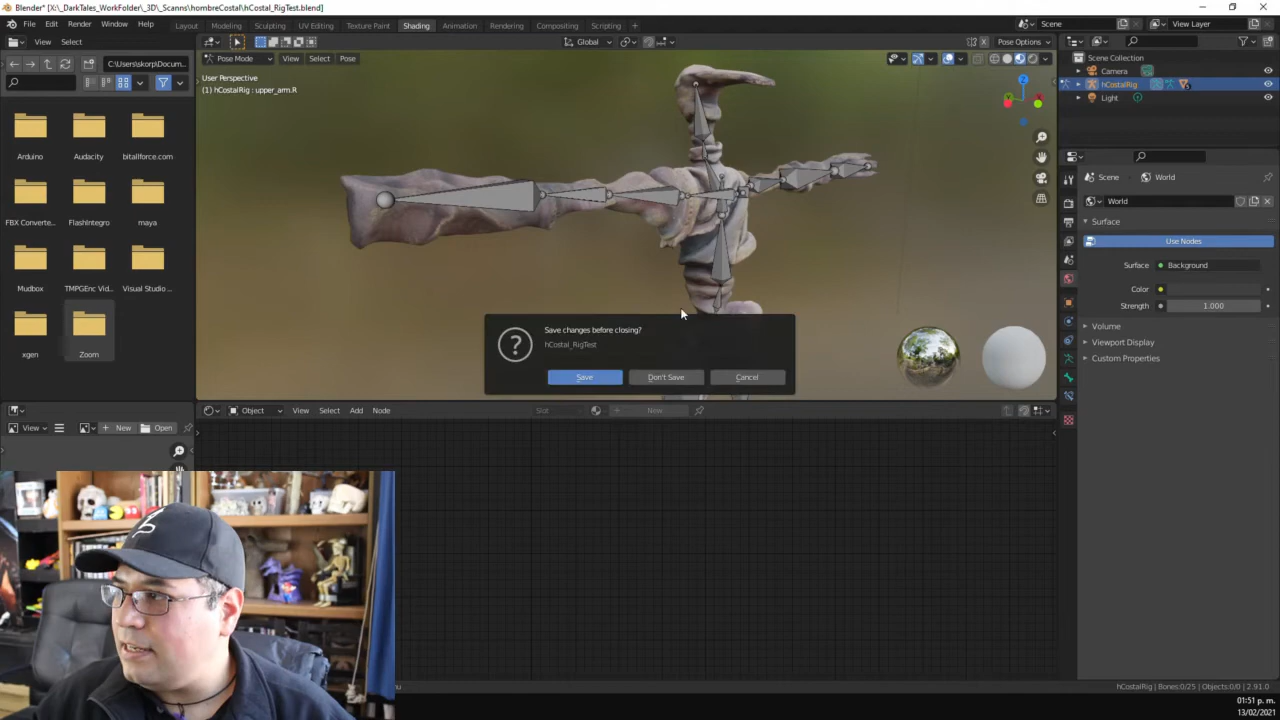 Blender* [X:\_DarkTales_WorkFolder\_3D\_Scanns\hombreCostal\hCostal_RigTest.blend]
File Edit Render Window Help Layout Modeling Sculpting UV Editing Texture Paint Shading Animation Rendering Compositing Scripting Scene View Layer
View Select Global Pose Options
C:\Users\skorp\Docum... Pose Mode View Select Pose
User Perspective
(1) hCostalRig : upper_arm.R
Scene Collection
Camera
hCostalRig
Light
Arduino Audacity bitallforce.com
FBX Converte... FlashIntegro maya
Mudbox TMPGEnc Vid... Visual Studio ...
xgen Zoom
Scene World
World
Surface
Use Nodes
Surface Background
Color
Strength 1.000
Volume
Viewport Display
Custom Properties
Save changes before closing?
hCostal_RigTest
Save Don't Save Cancel
Object View Select Add Node Slot New
View New Open
hCostalRig | Bones:0/25 | Objects:0/0 | 2.91.0
01:51 p. m.
13/02/2021